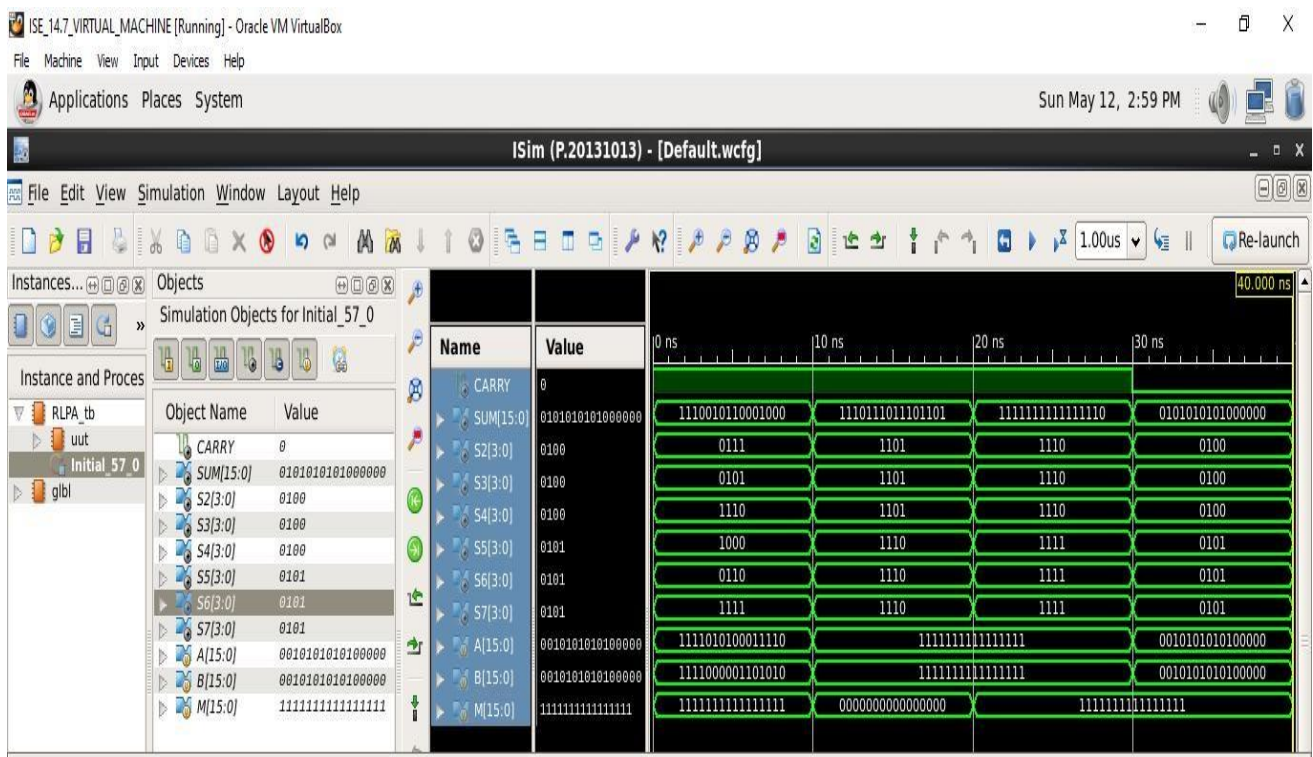 ISE_14.7_VIRTUAL_MACHINE [Running] - Oracle VM VirtualBox
File Machine View Input Devices Help
Applications Places System
Sun May 12, 2:59 PM
ISim (P.20131013) - [Default.wcfg]
File Edit View Simulation Window Layout Help
1.00us
Re-launch
Instances...
Instance and Proces
RLPA_tb
uut
Initial_57_0
glbl
Objects
Simulation Objects for Initial_57_0
Object Name Value
CARRY 0
SUM[15:0] 0101010101000000
S2[3:0] 0100
S3[3:0] 0100
S4[3:0] 0100
S5[3:0] 0101
S6[3:0] 0101
S7[3:0] 0101
A[15:0] 0010101010100000
B[15:0] 0010101010100000
M[15:0] 1111111111111111
40.000 ns
Name Value 0 ns 10 ns 20 ns 30 ns
CARRY 0
SUM[15:0] 0101010101000000 1110010110001000 1110111011101101 1111111111111110 0101010101000000
S2[3:0] 0100 0111 1101 1110 0100
S3[3:0] 0100 0101 1101 1110 0100
S4[3:0] 0100 1110 1101 1110 0100
S5[3:0] 0101 1000 1110 1111 0101
S6[3:0] 0101 0110 1110 1111 0101
S7[3:0] 0101 1111 1110 1111 0101
A[15:0] 0010101010100000 1111010100011110 1111111111111111 0010101010100000
B[15:0] 0010101010100000 1111000001101010 1111111111111111 0010101010100000
M[15:0] 1111111111111111 1111111111111111 0000000000000000 1111111111111111